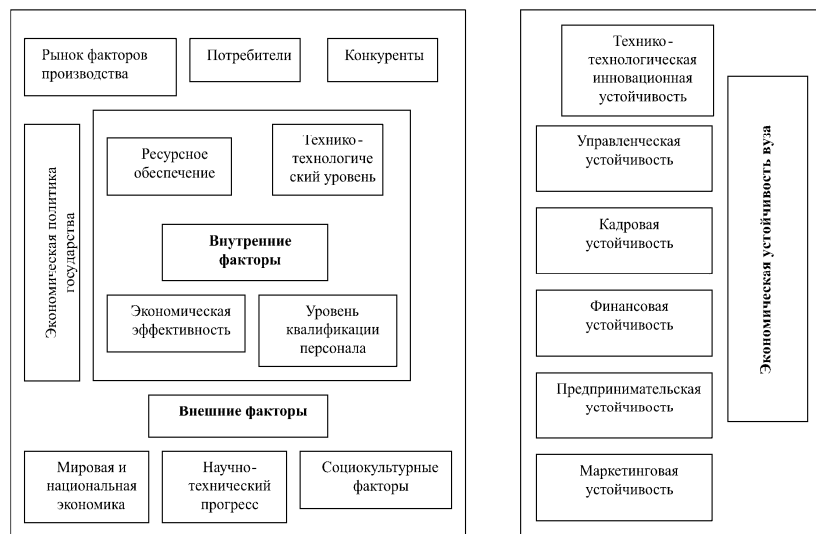 Рынок факторов
производства
Потребители
Конкуренты
Экономическая политика
государства
Ресурсное
обеспечение
Технико-
технологиче
ский уровень
Внутренние
факторы
Экономическая
эффективность
Уровень
квалификации
персонала
Внешние факторы
Мировая и
национальная
экономика
Научно-
технический
прогресс
Социокультурные
факторы
Технико-
технологическая
инновационная
устойчивость
Управленческая
устойчивость
Кадровая
устойчивость
Финансовая
устойчивость
Предпринимательская
устойчивость
Маркетинговая
устойчивость
Экономическая устойчивость вуза